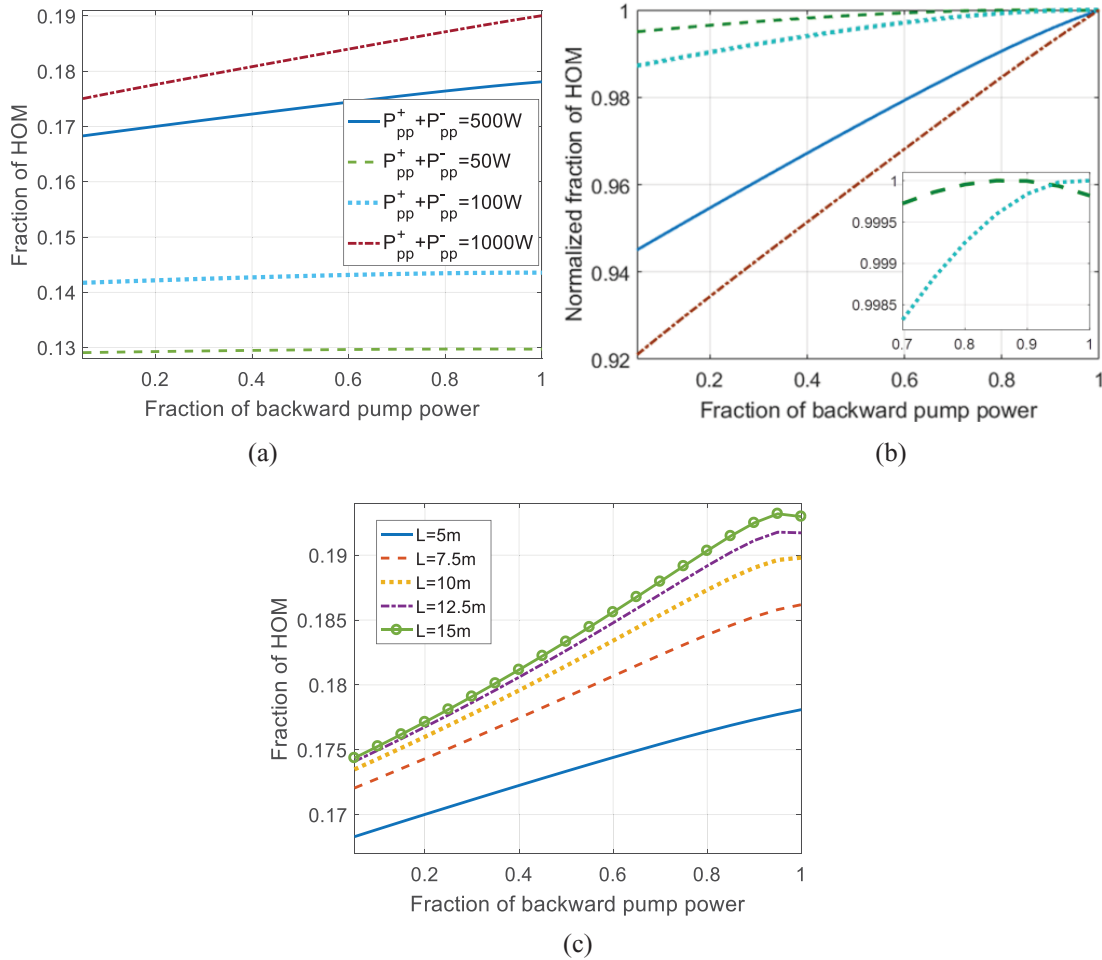 0.19
0.18
0.17
0.16
0.15
0.14
0.13
Fraction of HOM
P⁺pp+P⁻pp=500W
P⁺pp+P⁻pp=50W
P⁺pp+P⁻pp=100W
P⁺pp+P⁻pp=1000W
0.2 0.4 0.6 0.8 1
Fraction of backward pump power
(a)
1
0.98
0.96
0.94
0.92
Normalized fraction of HOM
1
0.9995
0.999
0.9985
0.7 0.8 0.9 1
0.2 0.4 0.6 0.8 1
Fraction of backward pump power
(b)
0.19
0.185
0.18
0.175
0.17
Fraction of HOM
L=5m
L=7.5m
L=10m
L=12.5m
L=15m
0.2 0.4 0.6 0.8 1
Fraction of backward pump power
(c)